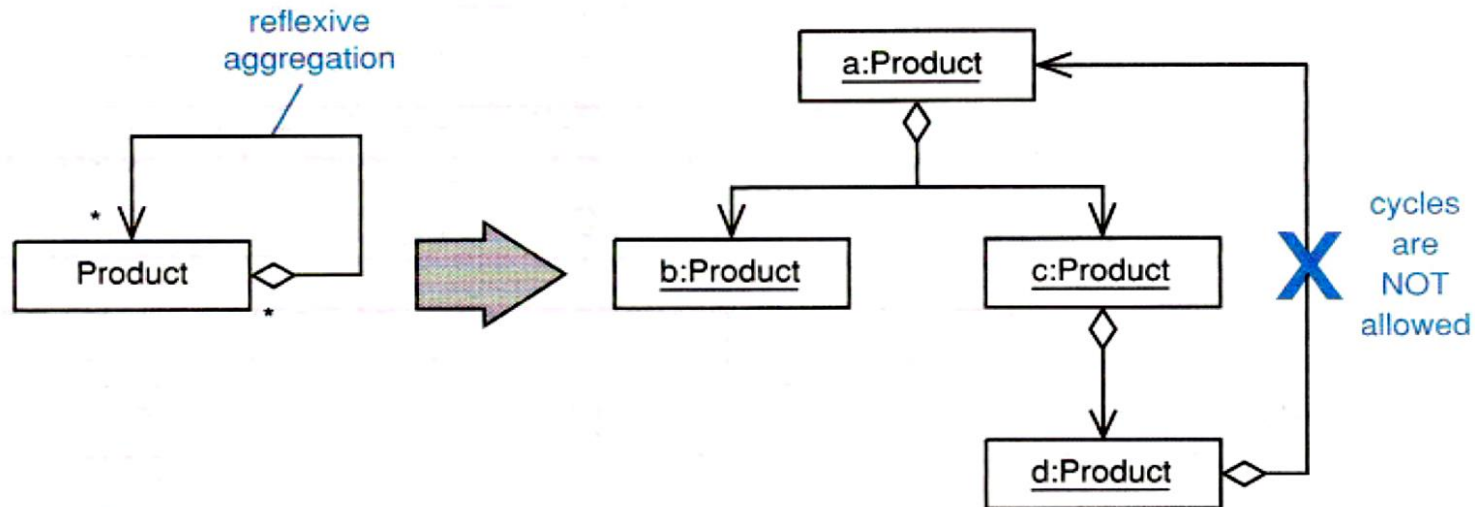 reflexive
aggregation
*
Product
*
a:Product
b:Product
c:Product
d:Product
X
cycles
are
NOT
allowed